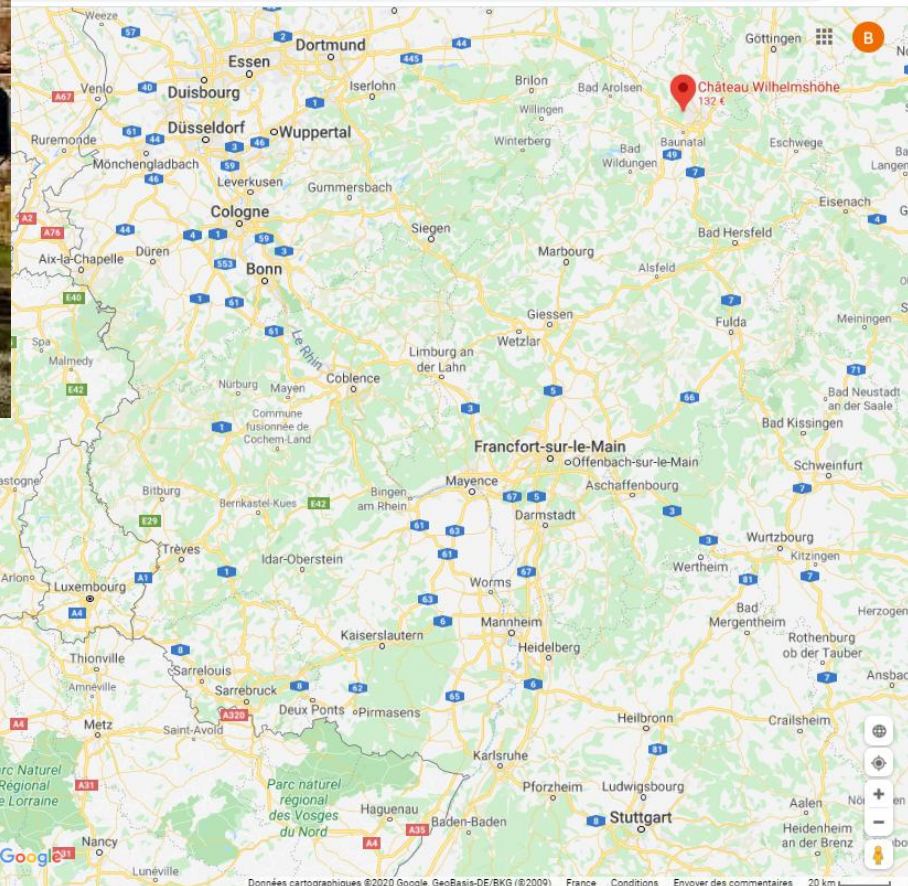 Weeze
57
2
Dortmund
44
Göttingen
B
Essen
445
Venlo
40
Iserlohn
Brilon
Bad Arolsen
Château Wilhelmshöhe
132 €
A67
Duisbourg
1
Willingen
Ruremonde
61
44
Düsseldorf
3
46
Wuppertal
Winterberg
Bad
Wildungen
Baunatal
49
Eschwege
Mönchengladbach
59
7
46
Leverkusen
Gummersbach
Eisenach
Cologne
A2
A76
44
4
1
59
3
Siegen
Bad Hersfeld
4
Aix-la-Chapelle
Düren
553
Bonn
Marbourg
Alsfeld
E40
1
61
7
Spa
61
Le Rhin
Giessen
Wetzlar
Fulda
Meiningen
Malmedy
Limburg an
der Lahn
71
E42
Nürburg
Mayen
Coblence
5
66
Bad Neustadt
an der Saale
1
Commune
fusionnée de
Cochem-Land
3
Bad Kissingen
Francfort-sur-le-Main
Offenbach-sur-le-Main
Schweinfurt
Bitburg
Bernkastel-Kues
E42
Bingen
am Rhein
Mayence
67
5
Aschaffenbourg
7
E29
61
63
Darmstadt
3
Trèves
61
3
Wurtzbourg
Kitzingen
Arlon
Luxembourg
A1
1
Idar-Oberstein
67
Wertheim
81
7
A4
63
Worms
6
Mannheim
Bad
Mergentheim
Kaiserslautern
Rothenburg
ob der Tauber
Thionville
8
Heidelberg
Sarrelouis
7
Amnéville
Sarrebruck
8
62
65
6
A4
Metz
A320
Deux Ponts
Pirmasens
Heilbronn
Crailsheim
Saint-Avold
81
Karlsruhe
A31
Parc naturel
régional
des Vosges
du Nord
Pforzheim
Ludwigsbourg
Haguenau
A35
Baden-Baden
8
Stuttgart
Aalen
Nancy
A4
Heidenheim
an der Brenz
Google
Lunéville
Données cartographiques ©2020 Google, GeoBasis-DE/BKG (©2009) France Conditions Envoyer des commentaires 20 km